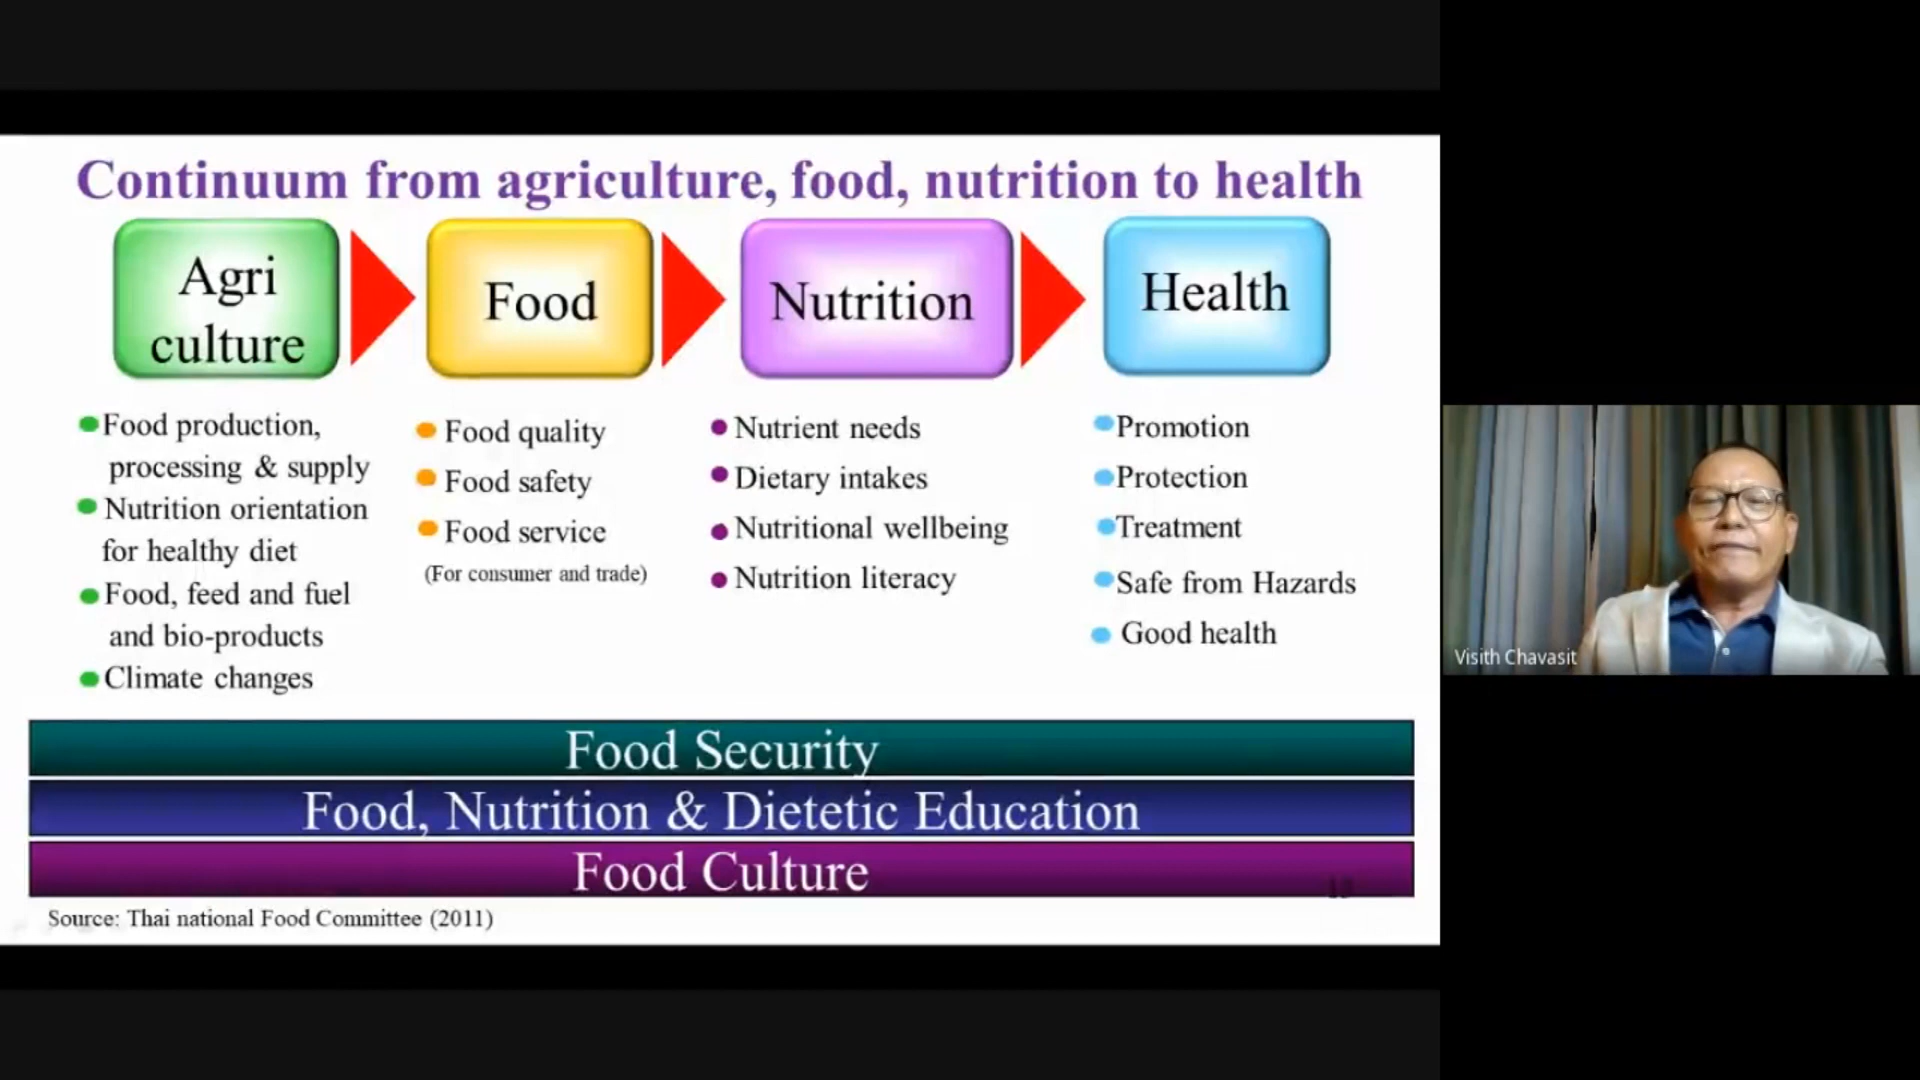 Continuum from agriculture, food, nutrition to health
Agri
culture
Food
Nutrition
Health
Food production,
processing & supply
Nutrition orientation
for healthy diet
Food, feed and fuel
and bio-products
Climate changes
Food quality
Food safety
Food service
(For consumer and trade)
Nutrient needs
Dietary intakes
Nutritional wellbeing
Nutrition literacy
Promotion
Protection
Treatment
Safe from Hazards
Good health
Food Security
Food, Nutrition & Dietetic Education
Food Culture
Source: Thai national Food Committee (2011)
Visith Chavasit